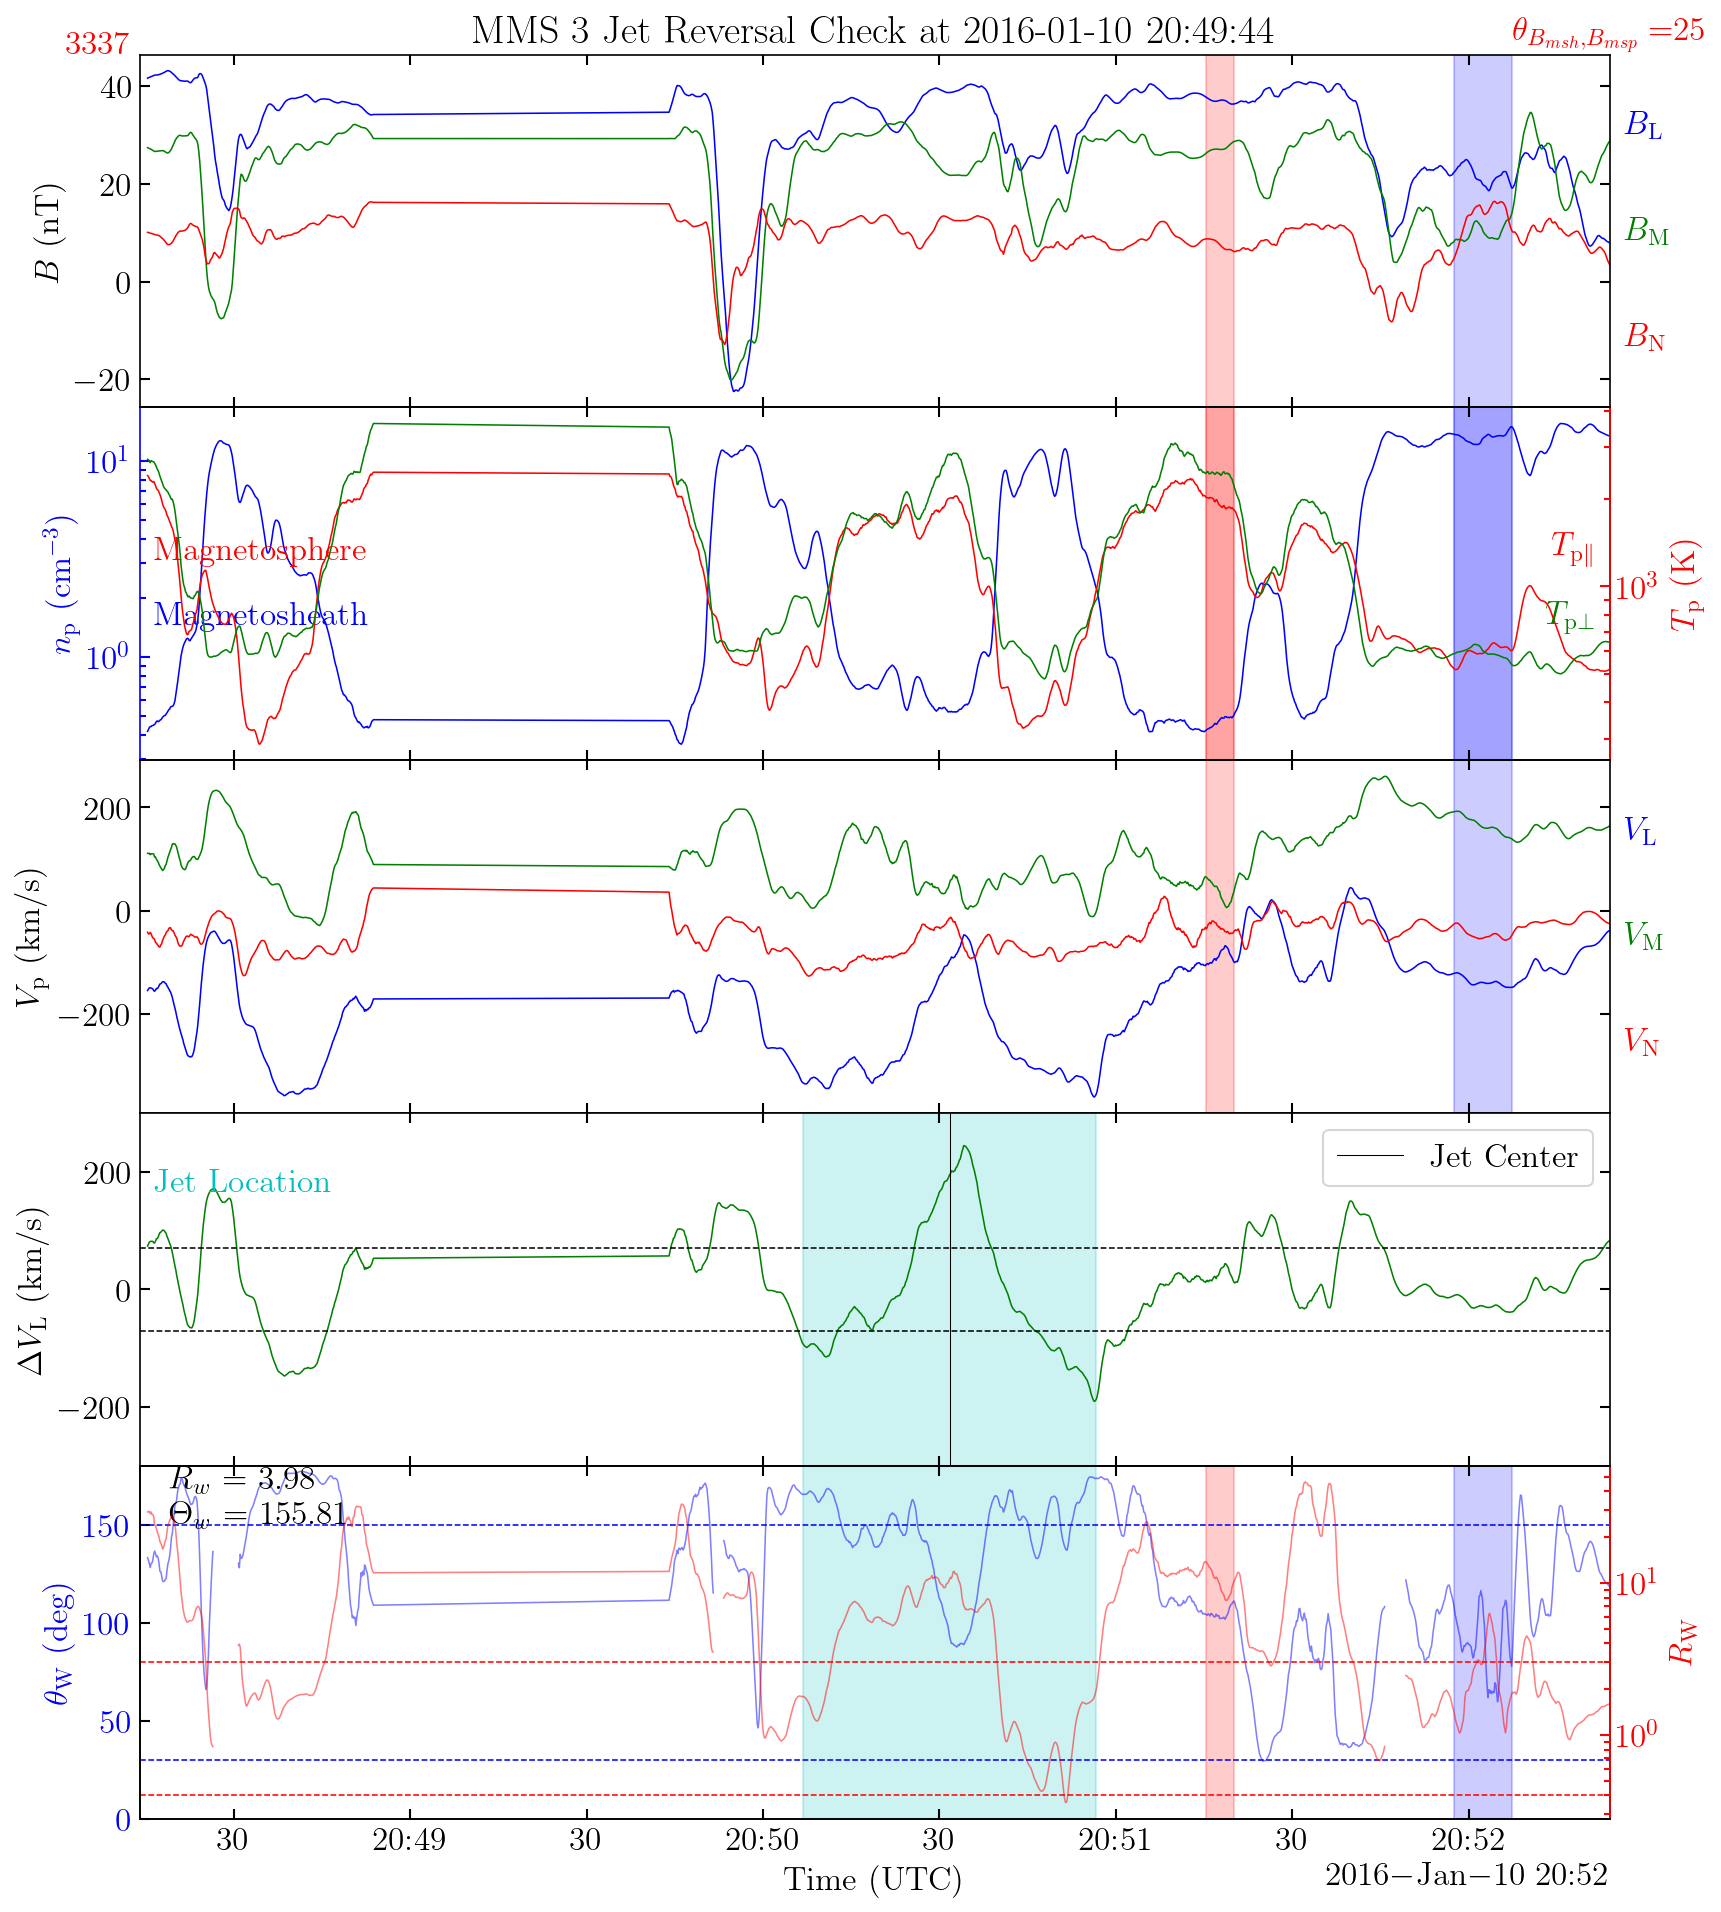 MMS 3 Jet Reversal Check at 2016-01-10 20:49:44
3337
θ_{B_{msh},B_{msp}} =25
40
20
0
−20
B (nT)
B_L
B_M
B_N
10^1
10^0
n_p (cm^{−3})
Magnetosphere
Magnetosheath
T_{p∥}
T_{p⊥}
10^3
T_p (K)
200
0
−200
V_p (km/s)
V_L
V_M
V_N
200
0
−200
ΔV_L (km/s)
Jet Location
Jet Center
R_w = 3.98
Θ_w = 155.81
150
100
50
0
θ_W (deg)
10^1
10^0
R_W
30 20:49 30 20:50 30 20:51 30 20:52
Time (UTC)
2016−Jan−10 20:52